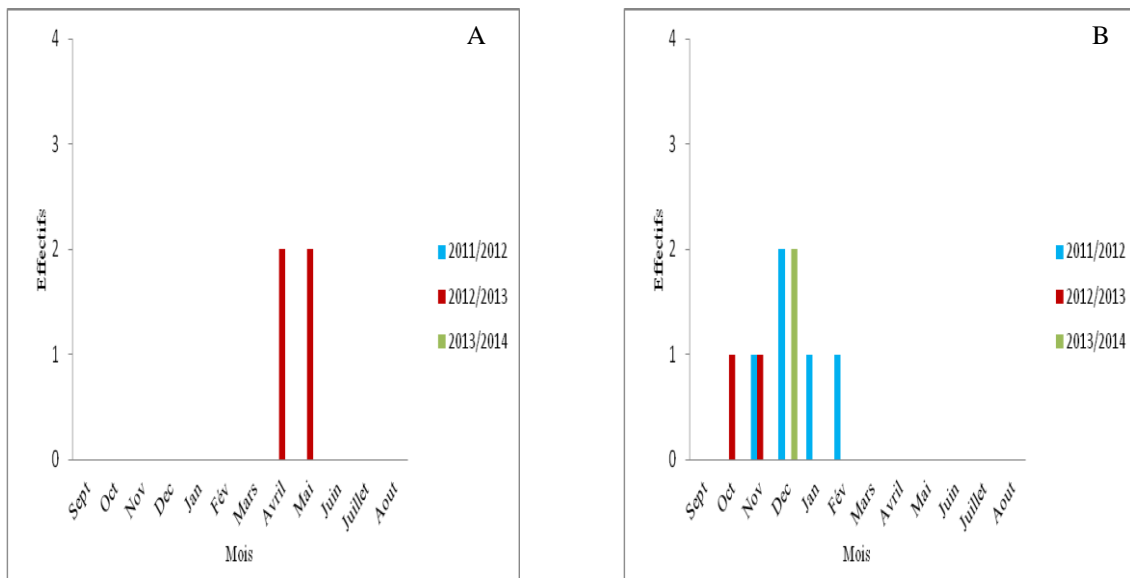 A
4
3
2
1
0
Effectifs
Sept
Oct
Nov
Dec
Jan
Fév
Mars
Avril
Mai
Juin
Juillet
Aout
Mois
2011/2012
2012/2013
2013/2014
B
4
3
2
1
0
Effectifs
Sept
Oct
Nov
Dec
Jan
Fév
Mars
Avril
Mai
Juin
Juillet
Aout
Mois
2011/2012
2012/2013
2013/2014